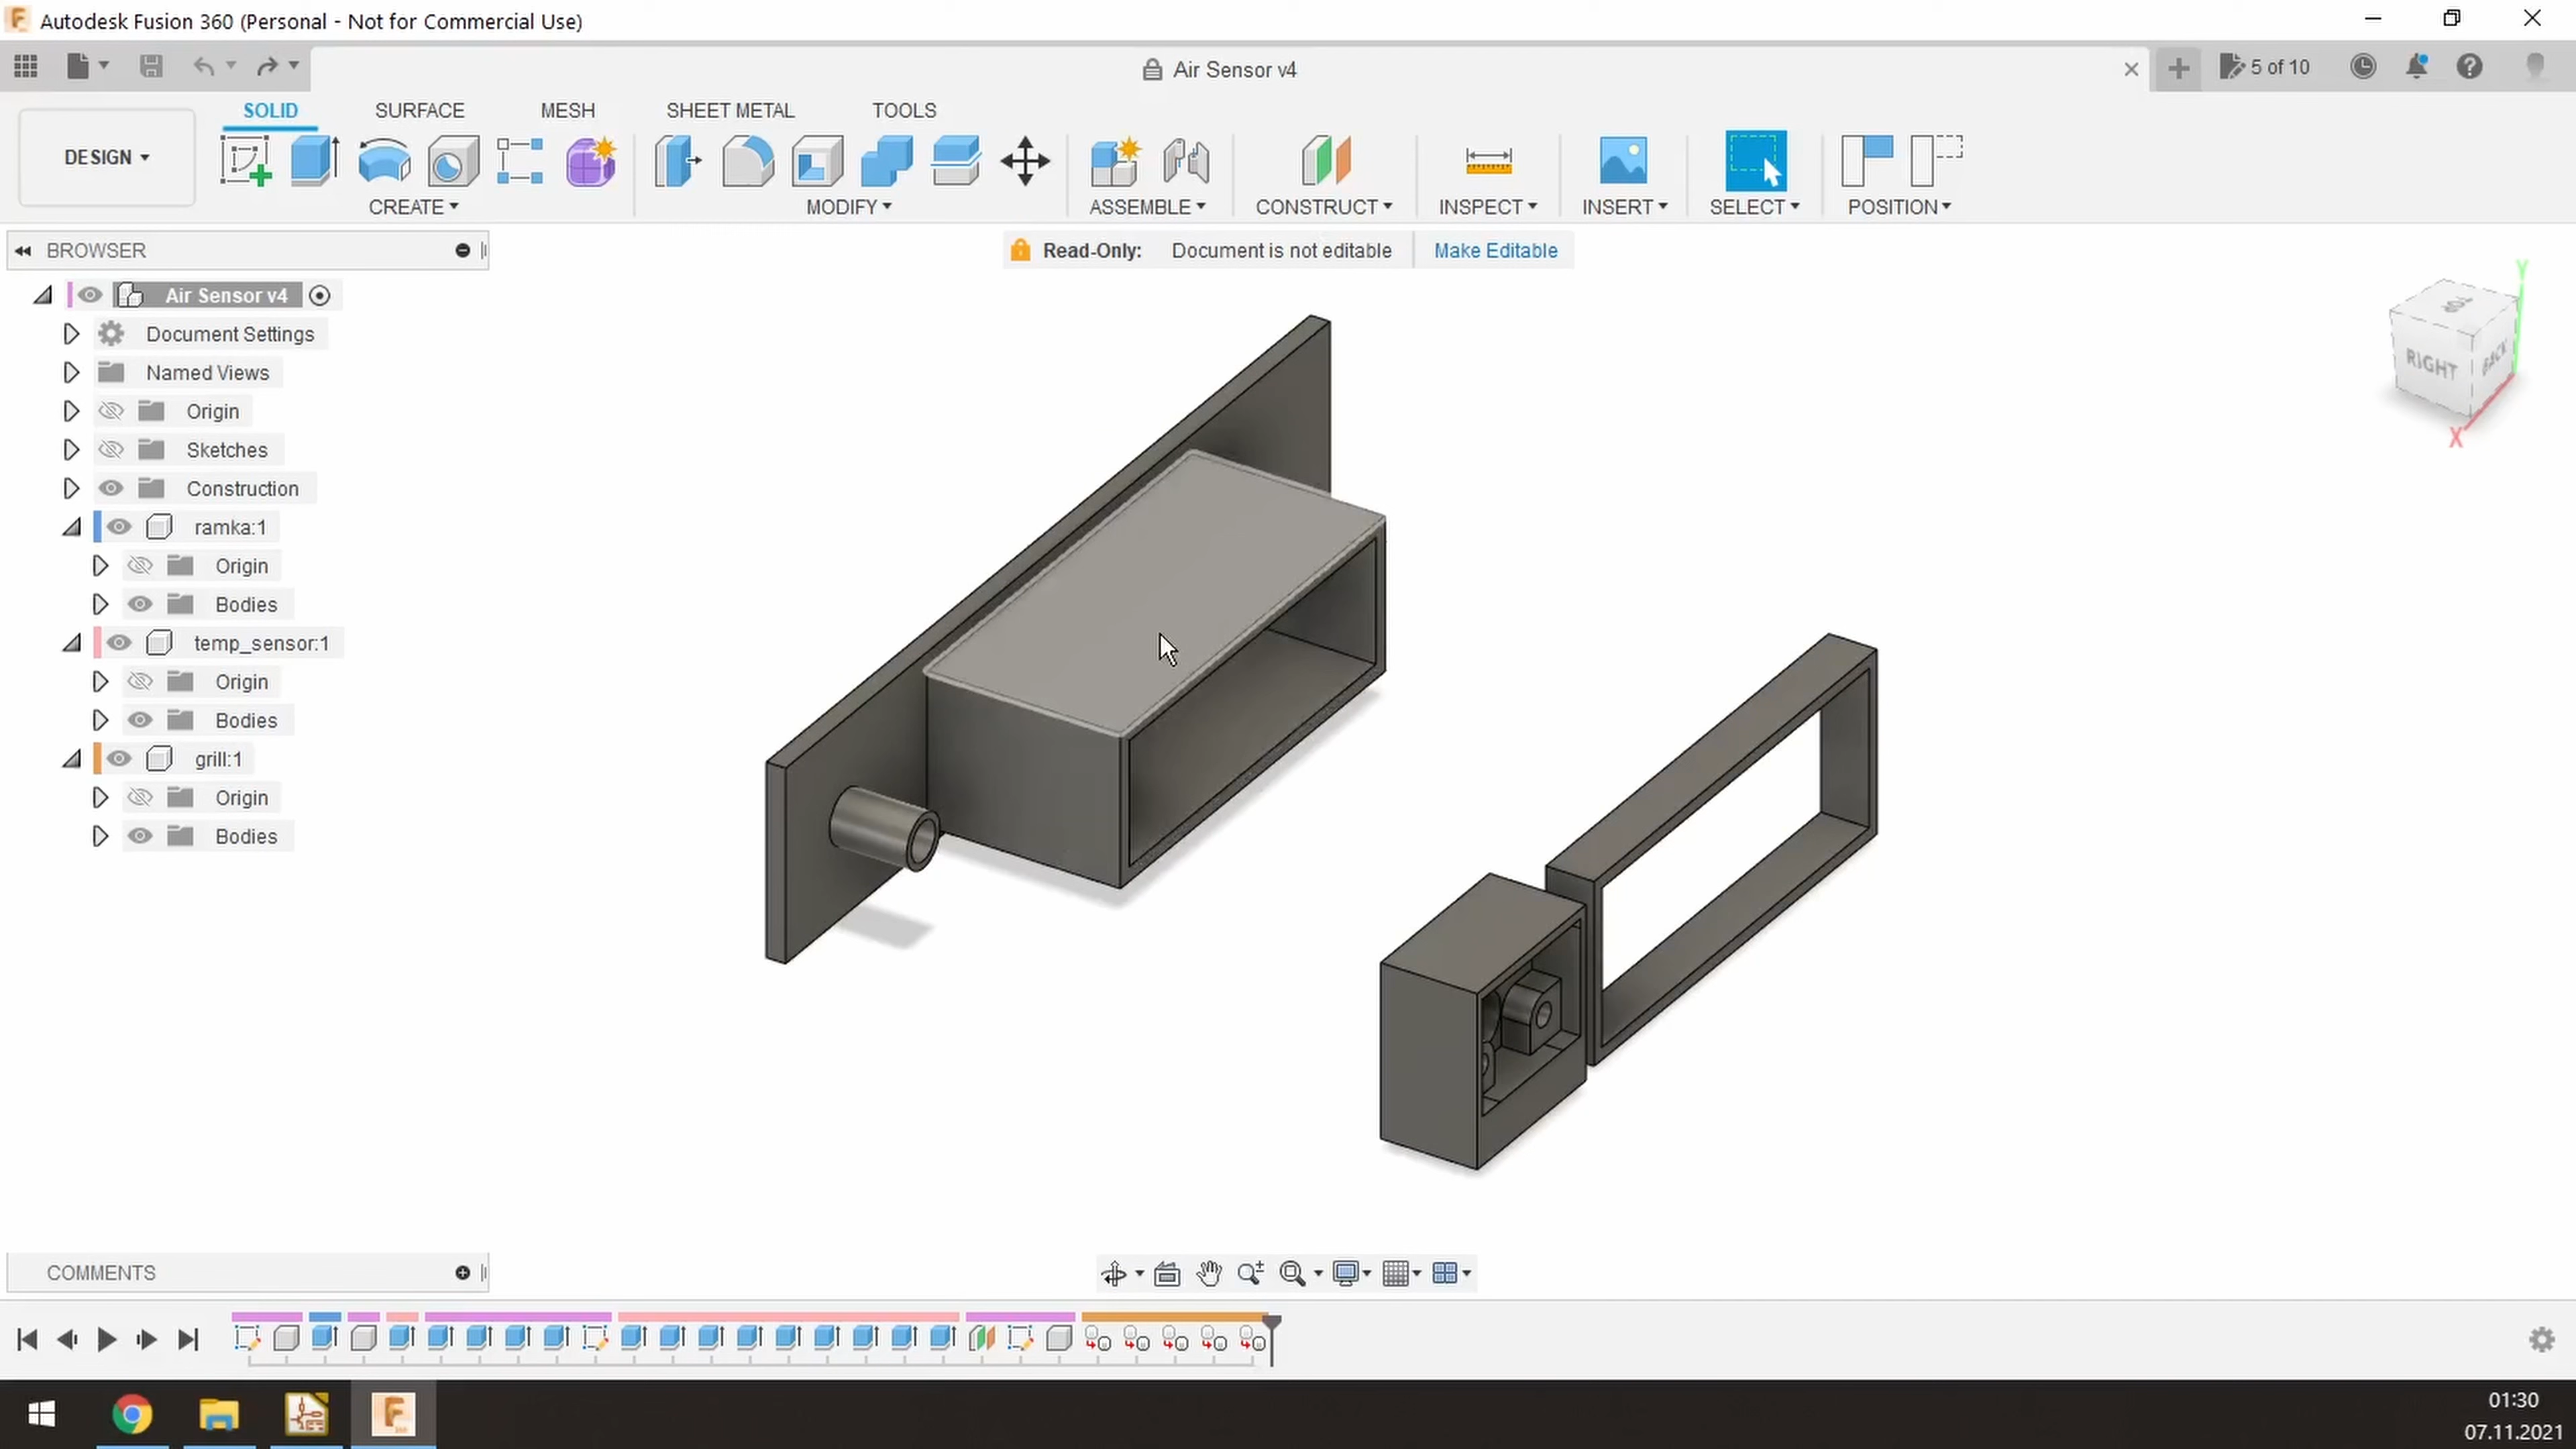 Autodesk Fusion 360 (Personal - Not for Commercial Use)
Air Sensor v4
5 of 10
SOLID SURFACE MESH SHEET METAL TOOLS
DESIGN
CREATE MODIFY ASSEMBLE CONSTRUCT INSPECT INSERT SELECT POSITION
BROWSER
Read-Only: Document is not editable Make Editable
Air Sensor v4
Document Settings
Named Views
Origin
Sketches
Construction
ramka:1
Origin
Bodies
temp_sensor:1
Origin
Bodies
grill:1
Origin
Bodies
Y
TOP
RIGHT
BACK
X
COMMENTS
01:30
07.11.2021